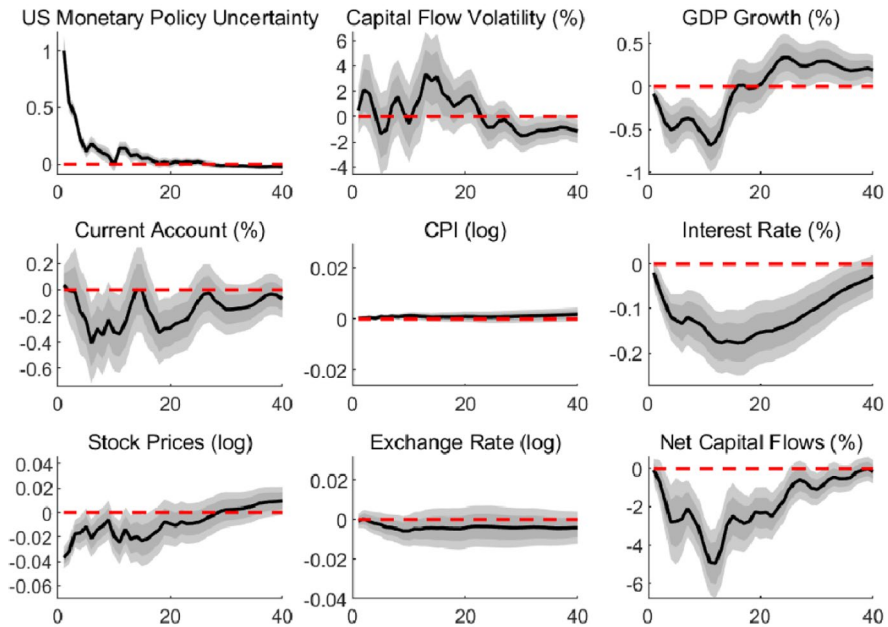 US Monetary Policy Uncertainty
1
0.5
0
0 20 40
Capital Flow Volatility (%)
6
4
2
0
-2
-4
0 20 40
GDP Growth (%)
0.5
0
-0.5
-1
0 20 40
Current Account (%)
0.2
0
-0.2
-0.4
-0.6
0 20 40
CPI (log)
0.02
0
-0.02
0 20 40
Interest Rate (%)
0
-0.1
-0.2
0 20 40
Stock Prices (log)
0.04
0.02
0
-0.02
-0.04
-0.06
0 20 40
Exchange Rate (log)
0.04
0.02
0
-0.02
-0.04
0 20 40
Net Capital Flows (%)
0
-2
-4
-6
0 20 40